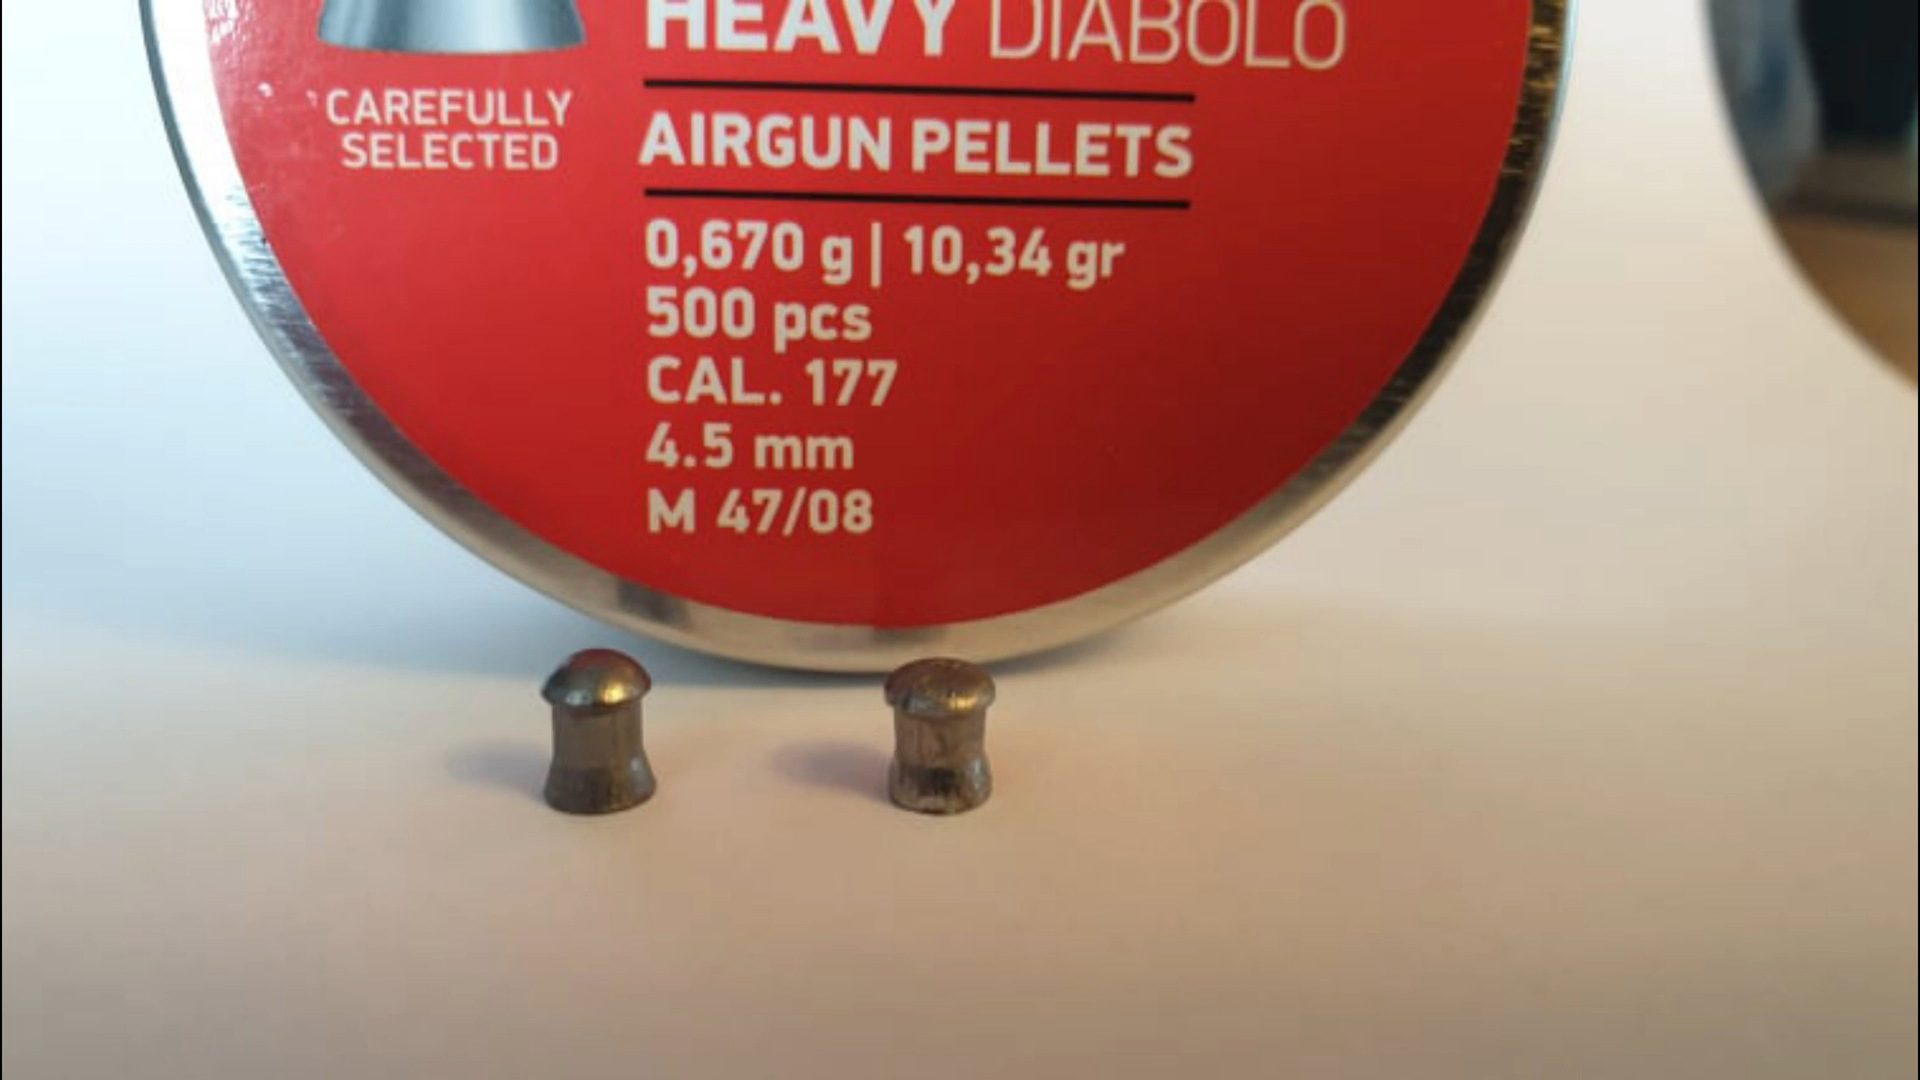 HEAVY DIABOLO
CAREFULLY
SELECTED
AIRGUN PELLETS
0,670 g | 10,34 gr
500 pcs
CAL. 177
4.5 mm
M 47/08